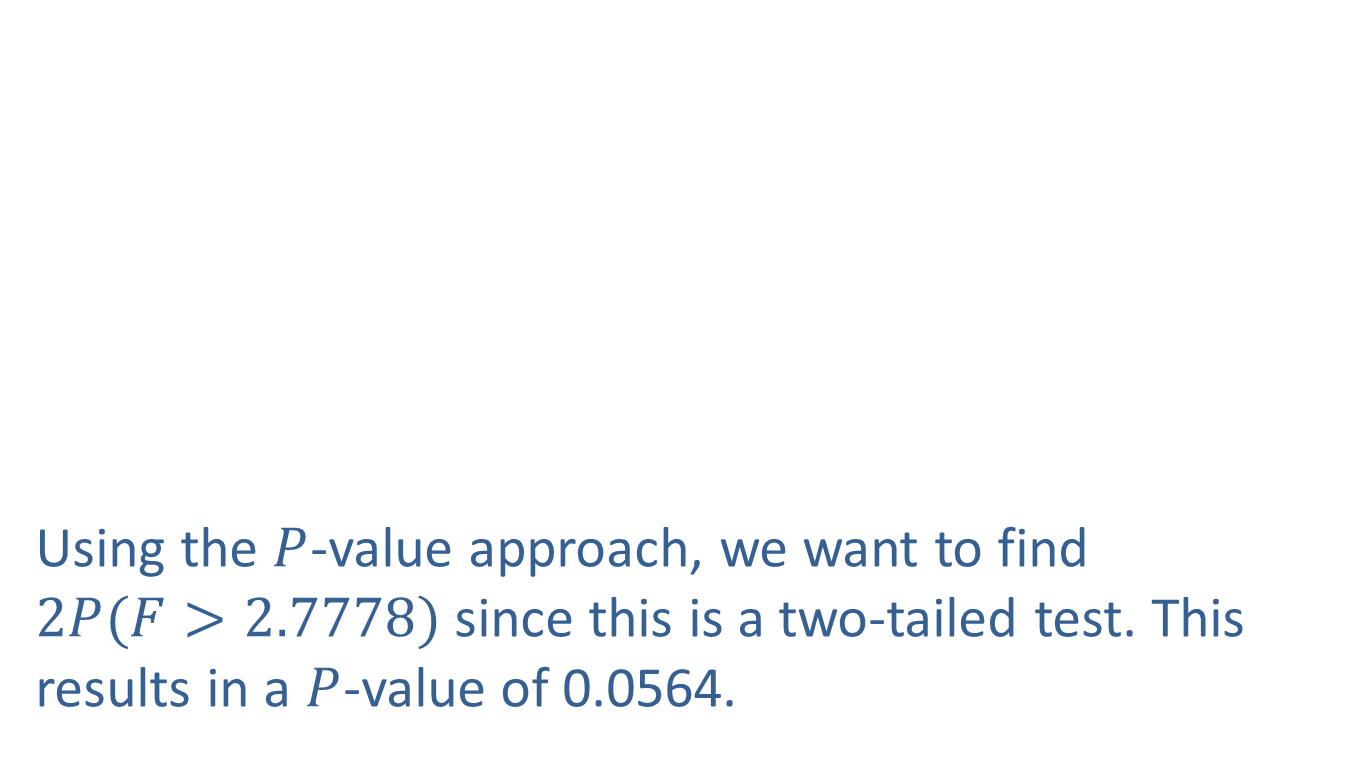 Using the P-value approach, we want to find
2P(F > 2.7778) since this is a two-tailed test. This
results in a P-value of 0.0564.